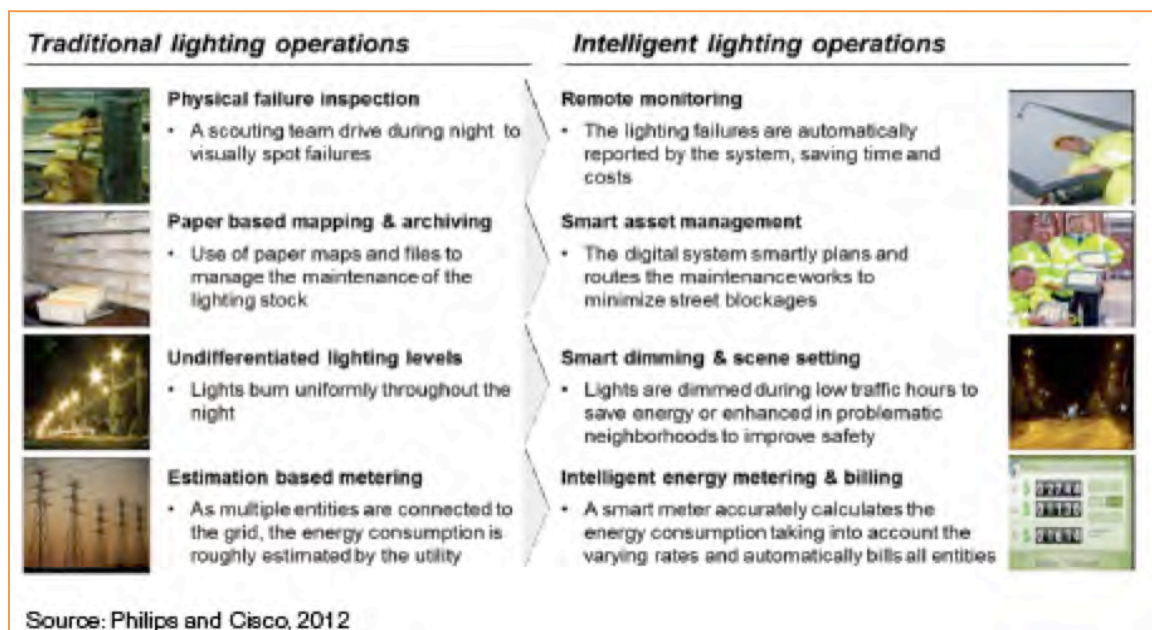 Traditional lighting operations
Intelligent lighting operations
Physical failure inspection
• A scouting team drive during night to
visually spot failures
Remote monitoring
• The lighting failures are automatically
reported by the system, saving time and
costs
Paper based mapping & archiving
• Use of paper maps and files to
manage the maintenance of the
lighting stock
Smart asset management
• The digital system smartly plans and
routes the maintenance works to
minimize street blockages
Undifferentiated lighting levels
• Lights burn uniformly throughout the
night
Smart dimming & scene setting
• Lights are dimmed during low traffic hours to
save energy or enhanced in problematic
neighborhoods to improve safety
Estimation based metering
• As multiple entities are connected to
the grid, the energy consumption is
roughly estimated by the utility
Intelligent energy metering & billing
• A smart meter accurately calculates the
energy consumption taking into account the
varying rates and automatically bills all entities
Source: Philips and Cisco, 2012